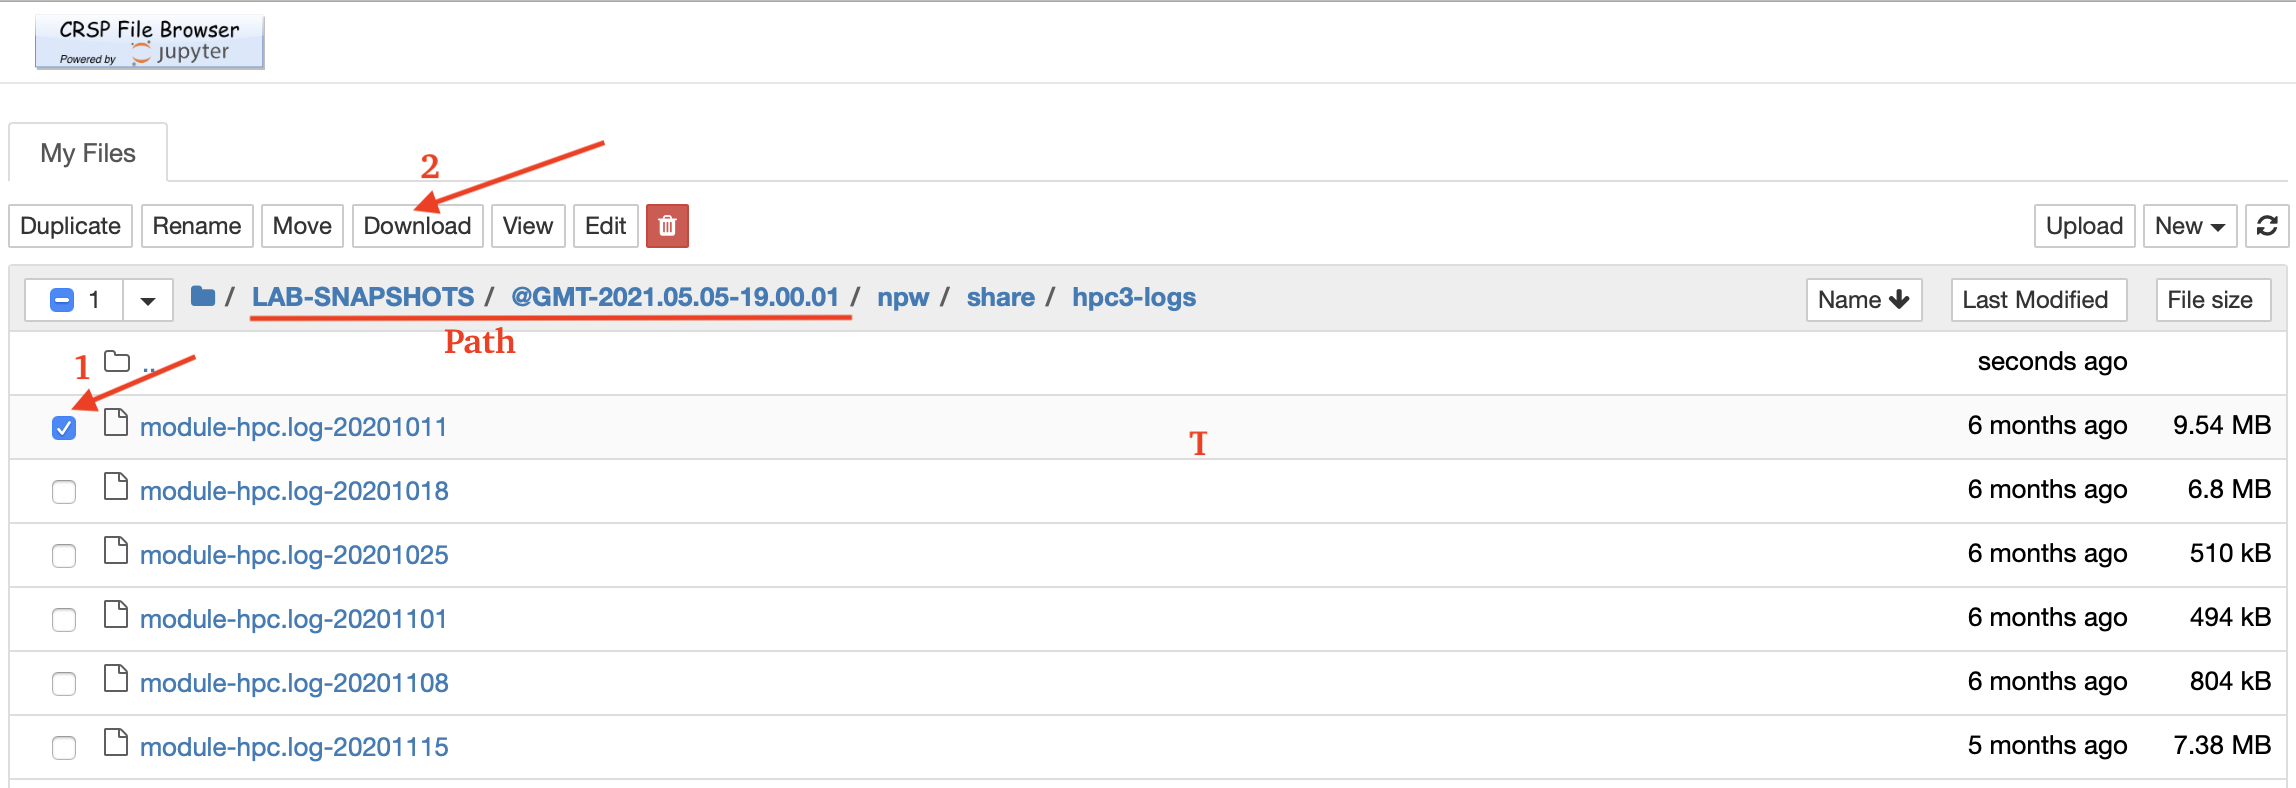 CRSP File Browser
Powered by jupyter
My Files
2
Duplicate Rename Move Download View Edit Upload New
1 / LAB-SNAPSHOTS / @GMT-2021.05.05-19.00.01 / npw / share / hpc3-logs Name Last Modified File size
Path
1 .. seconds ago
module-hpc.log-20201011 6 months ago 9.54 MB
T
module-hpc.log-20201018 6 months ago 6.8 MB
module-hpc.log-20201025 6 months ago 510 kB
module-hpc.log-20201101 6 months ago 494 kB
module-hpc.log-20201108 6 months ago 804 kB
module-hpc.log-20201115 5 months ago 7.38 MB